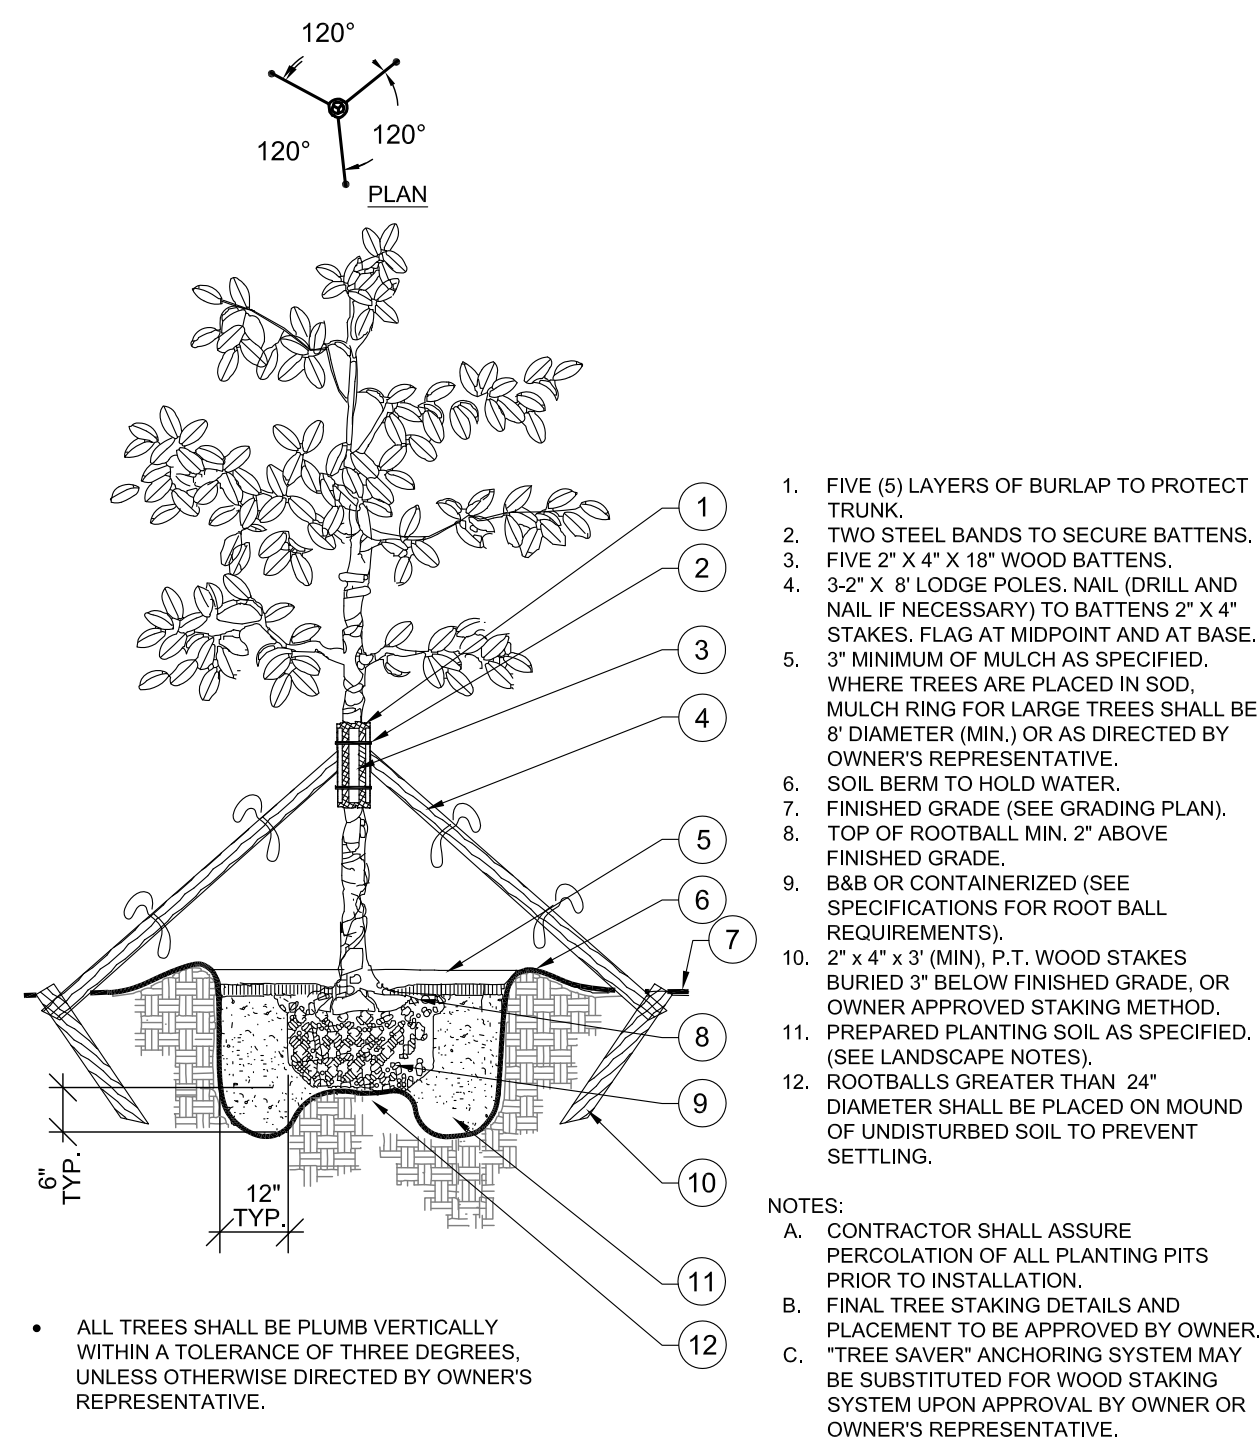 120°
120°
120°
PLAN
1
2
3
4
5
6
7
8
9
10
11
12
6"
TYP.
12"
TYP.
• ALL TREES SHALL BE PLUMB VERTICALLY
WITHIN A TOLERANCE OF THREE DEGREES,
UNLESS OTHERWISE DIRECTED BY OWNER'S
REPRESENTATIVE.
1. FIVE (5) LAYERS OF BURLAP TO PROTECT
TRUNK.
2. TWO STEEL BANDS TO SECURE BATTENS.
3. FIVE 2" X 4" X 18" WOOD BATTENS.
4. 3-2" X 8' LODGE POLES. NAIL (DRILL AND
NAIL IF NECESSARY) TO BATTENS 2" X 4"
STAKES. FLAG AT MIDPOINT AND AT BASE.
5. 3" MINIMUM OF MULCH AS SPECIFIED.
WHERE TREES ARE PLACED IN SOD,
MULCH RING FOR LARGE TREES SHALL BE
8' DIAMETER (MIN.) OR AS DIRECTED BY
OWNER'S REPRESENTATIVE.
6. SOIL BERM TO HOLD WATER.
7. FINISHED GRADE (SEE GRADING PLAN).
8. TOP OF ROOTBALL MIN. 2" ABOVE
FINISHED GRADE.
9. B&B OR CONTAINERIZED (SEE
SPECIFICATIONS FOR ROOT BALL
REQUIREMENTS).
10. 2" x 4" x 3' (MIN), P.T. WOOD STAKES
BURIED 3" BELOW FINISHED GRADE, OR
OWNER APPROVED STAKING METHOD.
11. PREPARED PLANTING SOIL AS SPECIFIED.
(SEE LANDSCAPE NOTES).
12. ROOTBALLS GREATER THAN 24"
DIAMETER SHALL BE PLACED ON MOUND
OF UNDISTURBED SOIL TO PREVENT
SETTLING.
NOTES:
A. CONTRACTOR SHALL ASSURE
PERCOLATION OF ALL PLANTING PITS
PRIOR TO INSTALLATION.
B. FINAL TREE STAKING DETAILS AND
PLACEMENT TO BE APPROVED BY OWNER.
C. "TREE SAVER" ANCHORING SYSTEM MAY
BE SUBSTITUTED FOR WOOD STAKING
SYSTEM UPON APPROVAL BY OWNER OR
OWNER'S REPRESENTATIVE.